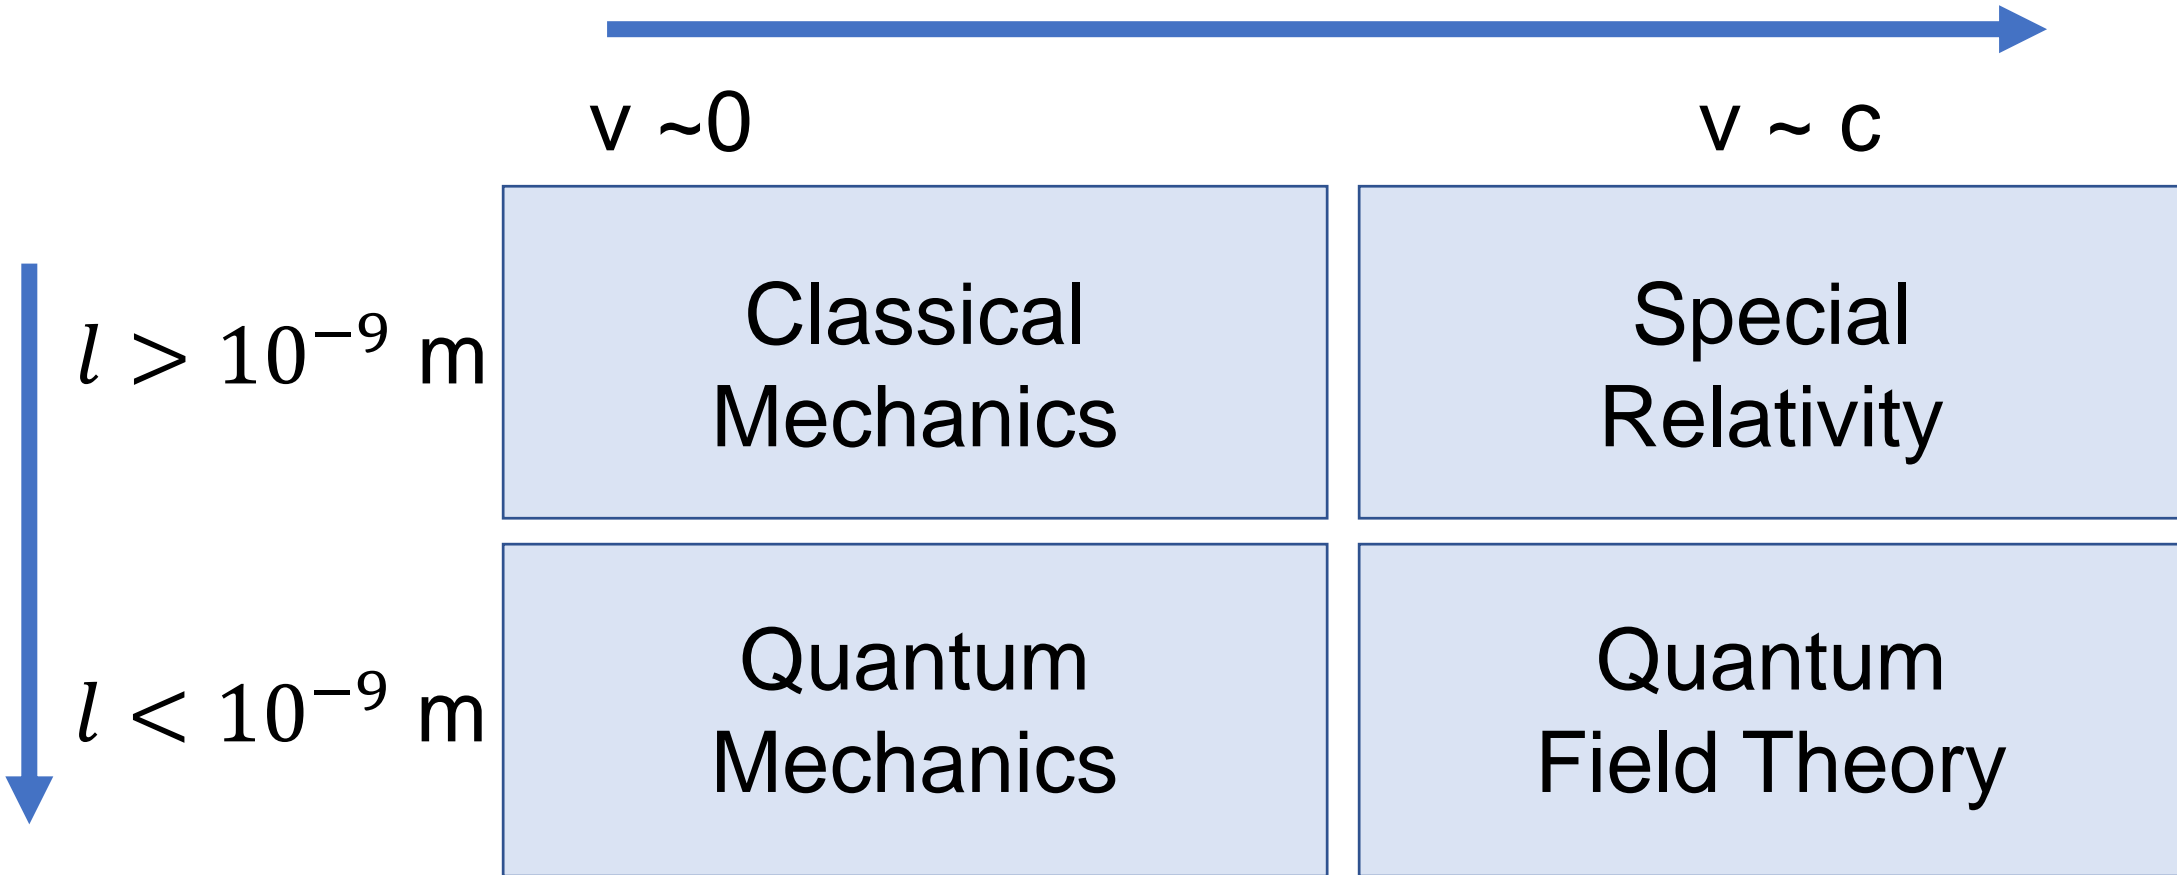 v ~0
v ~ c
l > 10⁻⁹ m
Classical
Mechanics
Special
Relativity
l < 10⁻⁹ m
Quantum
Mechanics
Quantum
Field Theory